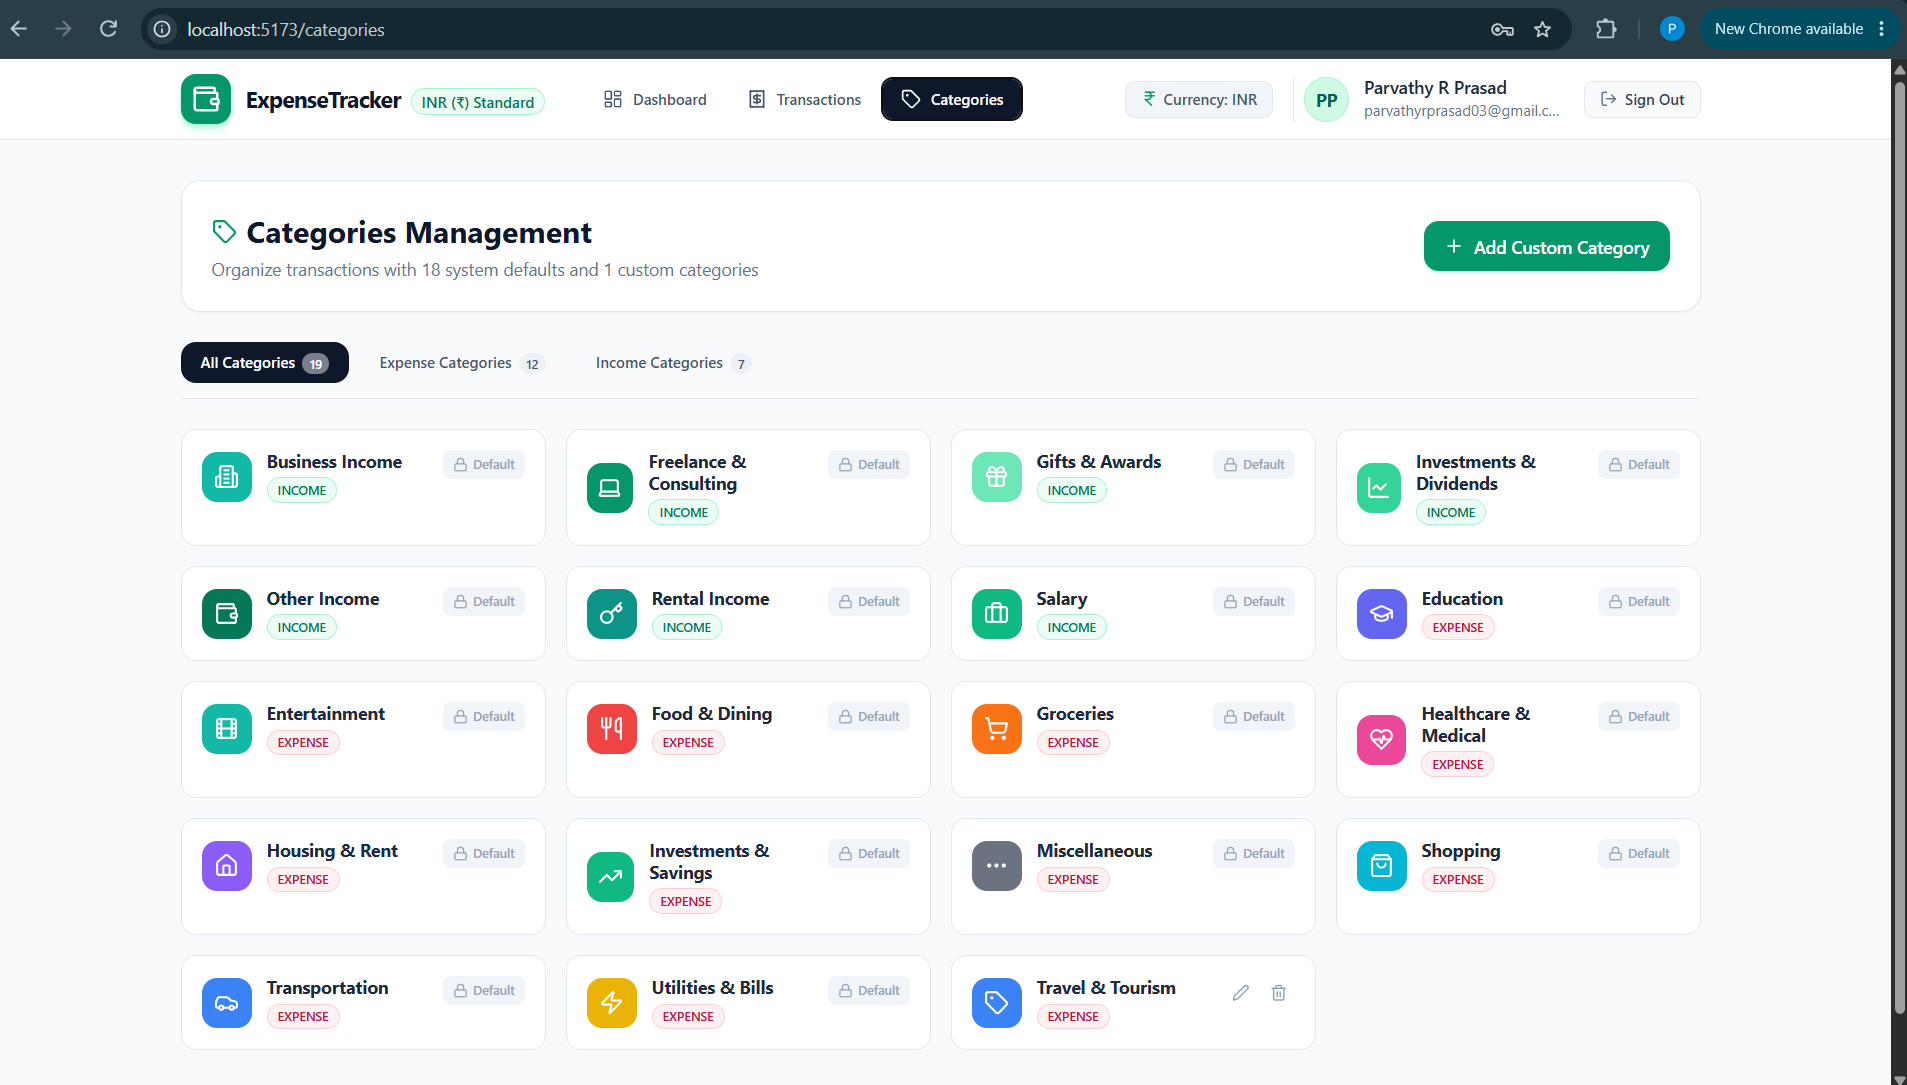 localhost:5173/categories
P
New Chrome available
ExpenseTracker
INR (₹) Standard
Dashboard
Transactions
Categories
₹ Currency: INR
PP
Parvathy R Prasad
parvathyrprasad03@gmail.c...
Sign Out
Categories Management
Organize transactions with 18 system defaults and 1 custom categories
+ Add Custom Category
All Categories 19
Expense Categories 12
Income Categories 7
Business Income
INCOME
Default
Freelance &
Consulting
INCOME
Default
Gifts & Awards
INCOME
Default
Investments &
Dividends
INCOME
Default
Other Income
INCOME
Default
Rental Income
INCOME
Default
Salary
INCOME
Default
Education
EXPENSE
Default
Entertainment
EXPENSE
Default
Food & Dining
EXPENSE
Default
Groceries
EXPENSE
Default
Healthcare &
Medical
EXPENSE
Default
Housing & Rent
EXPENSE
Default
Investments &
Savings
EXPENSE
Default
Miscellaneous
EXPENSE
Default
Shopping
EXPENSE
Default
Transportation
EXPENSE
Default
Utilities & Bills
EXPENSE
Default
Travel & Tourism
EXPENSE